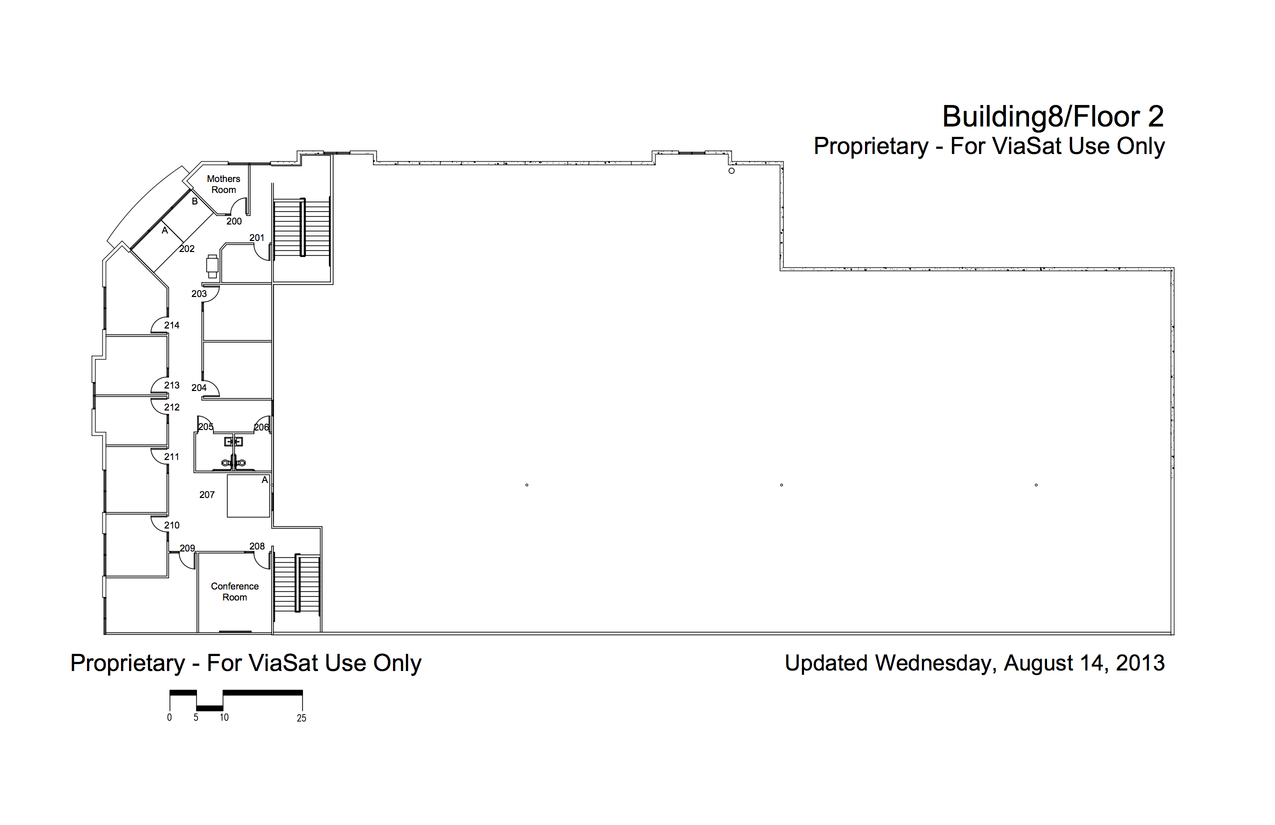 Building8/Floor 2
Proprietary - For ViaSat Use Only
Mothers
Room
B
200
A
201
202
203
214
213
204
212
205
206
211
A
207
210
209
208
Conference
Room
Proprietary - For ViaSat Use Only
Updated Wednesday, August 14, 2013
0 5 10 25